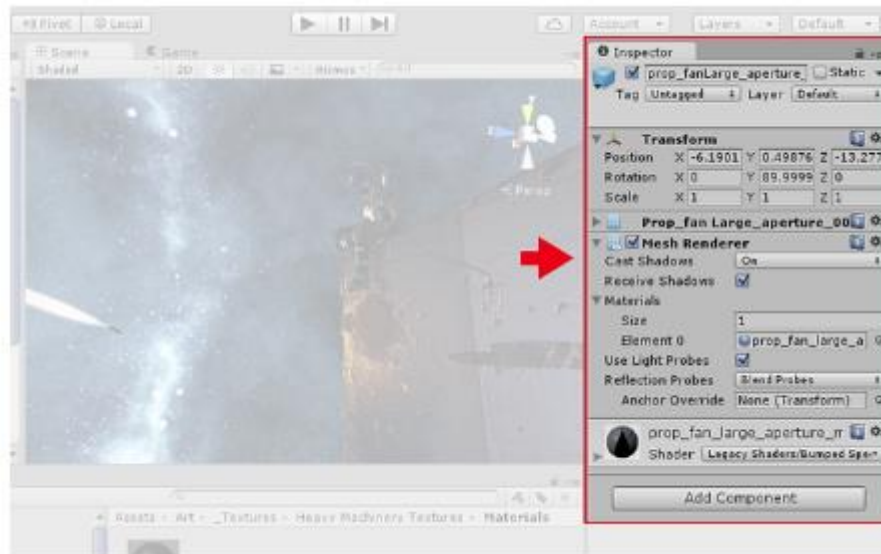 Pivot Local
Account Layers Default
Scene Game
Shaded 2D Gizmos
Persp
Inspector
prop_fanLarge_aperture_ Static
Tag Untagged Layer Default
Transform
Position X -6.1901 Y 0.49876 Z -13.277
Rotation X 0 Y 89.9999 Z 0
Scale X 1 Y 1 Z 1
Prop_fan Large_aperture_00
Mesh Renderer
Cast Shadows On
Receive Shadows
Materials
Size 1
Element 0 prop_fan_large_a
Use Light Probes
Reflection Probes Blend Probes
Anchor Override None (Transform)
prop_fan_large_aperture_m
Shader Legacy Shaders/Bumped Spe
Add Component
Assets Art _Textures Heavy Machinery Textures Materials